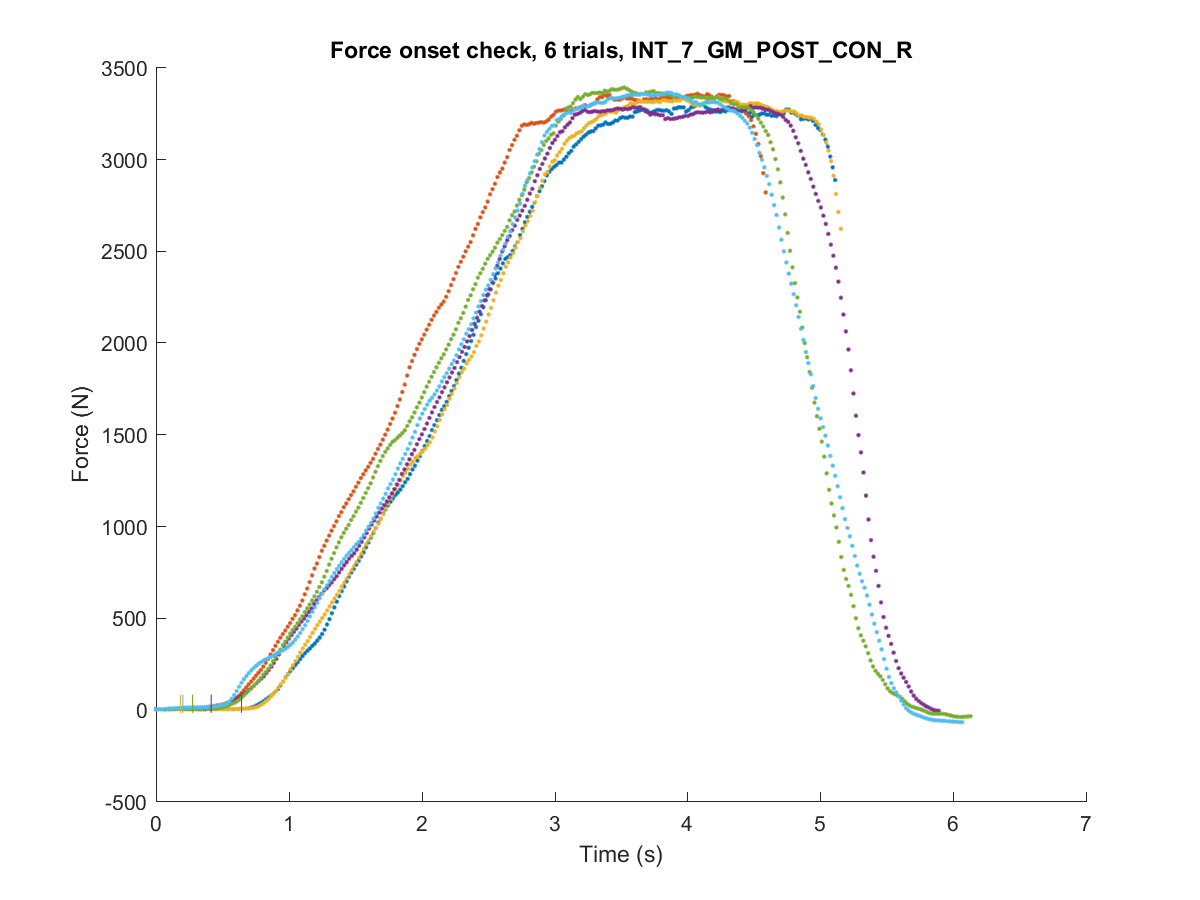 Force onset check, 6 trials, INT_7_GM_POST_CON_R
3500
3000
2500
2000
1500
1000
500
0
-500
Force (N)
0 1 2 3 4 5 6 7
Time (s)